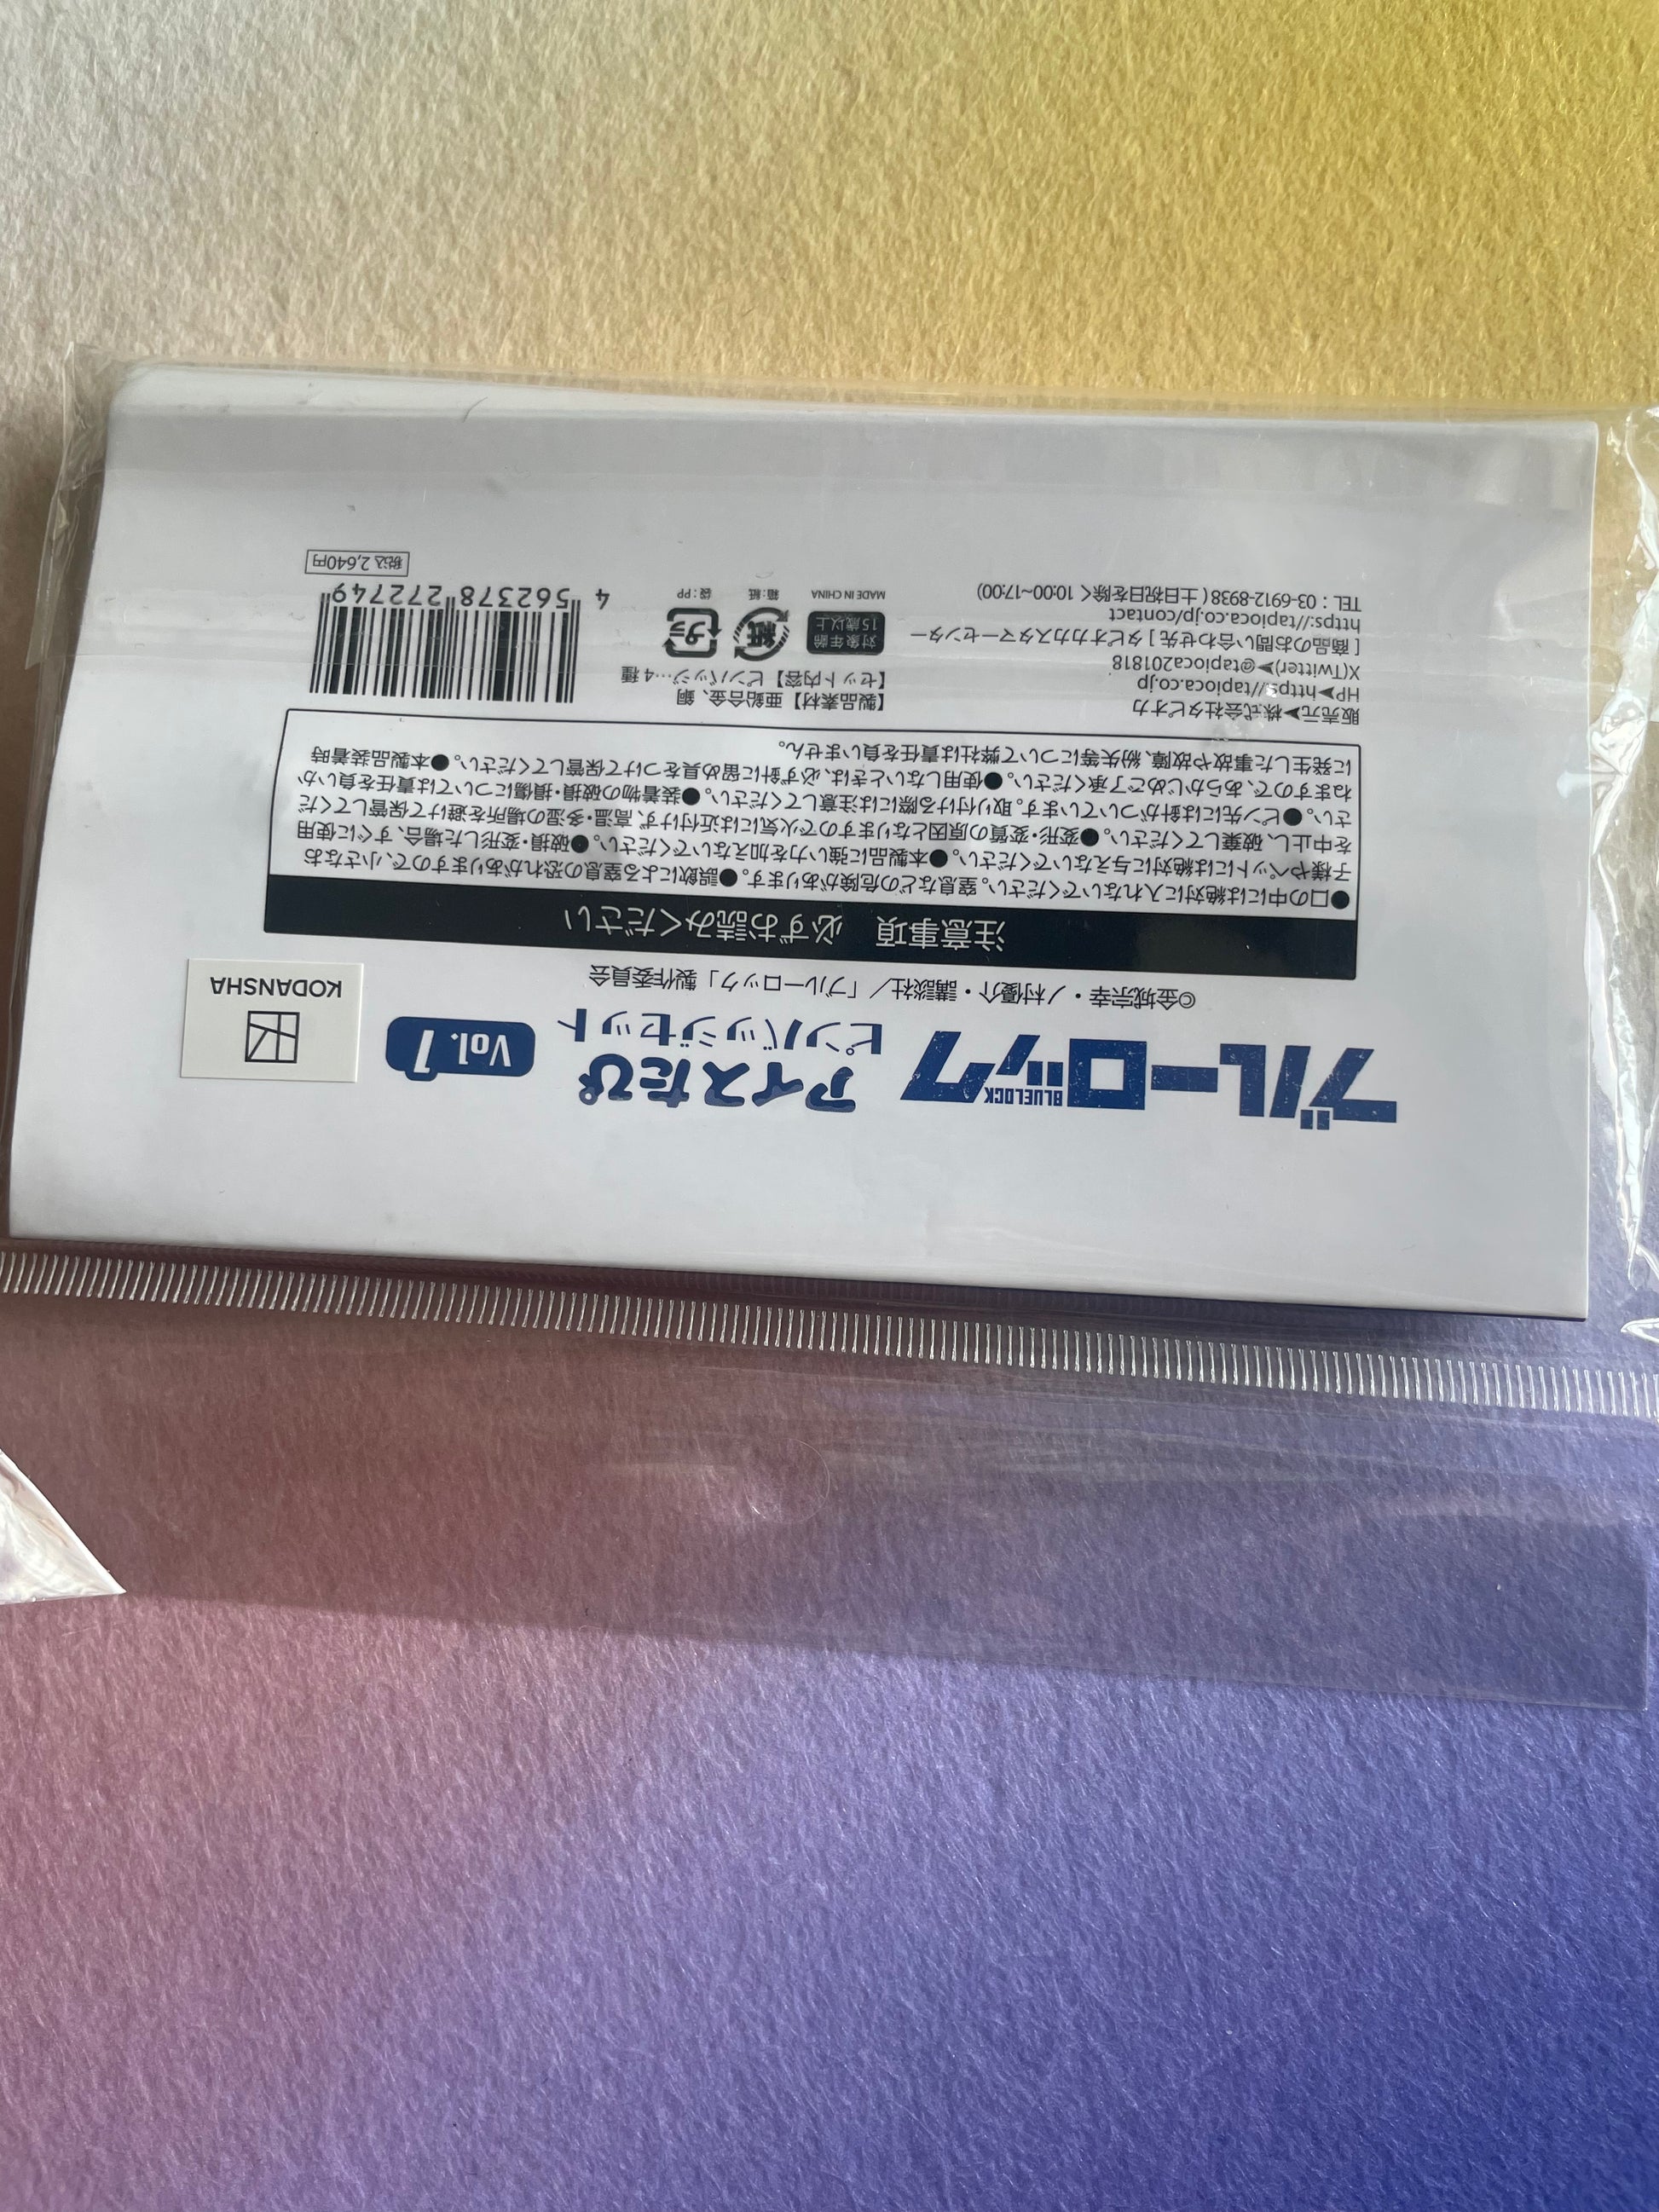 ブルーロック
BLUELOCK
アイスたび
ピンバッジセット
Vol.1
KODANSHA
©金城宗幸・ノ村優介・講談社／「ブルーロック」製作委員会
注意事項　必ずお読みください
●口の中には絶対に入れないでください。窒息などの危険があります。●誤飲による窒息の恐れがありますので、小さなお
子様やペットには絶対に与えないでください。●本製品に強い力を加えないでください。●破損・変形した場合、すぐに使用
を中止し、破棄してください。●変形・変質の原因となりますので火気には近付けず、高温・多湿の場所を避けて保管してくだ
さい。●ピン先には針がついています。取り付ける際には注意してください。●装着物の破損・損傷については責任を負いか
ねますので、あらかじめご了承ください。●使用しないときは、必ず針に留め具をつけて保管してください。●本製品装着時
に発生した事故や故障、紛失等について弊社は責任を負いません。
販売元➤株式会社タピオカ
HP➤https://tapioca.co.jp
X(Twitter)➤@tapioca201818
[ 商品のお問い合わせ先 ] タピオカカスタマーセンター
https://tapioca.co.jp/contact
TEL：03-6912-8938 ( 土日祝日を除く 10:00~17:00)
【製品素材】亜鉛合金、銅
【セット内容】ピンバッジ…4種
対象年齢
15歳以上
MADE IN CHINA
紙
箱：紙
プラ
袋：PP
4 562378 272749
税込 2,640円